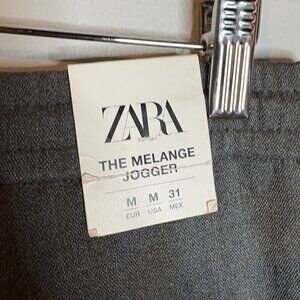 ZARA
THE MELANGE
JOGGER
M M 31
EUR USA MEX